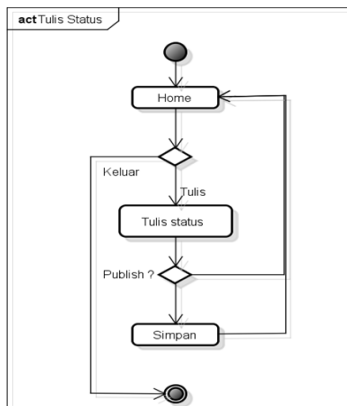 act Tulis Status
Home
Keluar
Tulis
Tulis status
Publish ?
Simpan